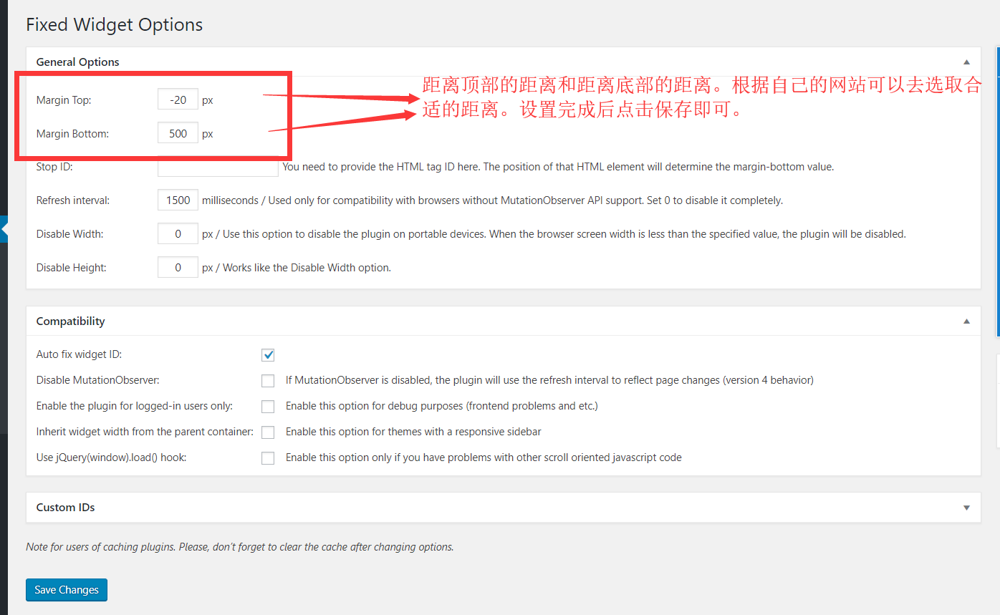 Fixed Widget Options
General Options
Margin Top: -20 px
距离顶部的距离和距离底部的距离。根据自己的网站可以去选取合
适的距离。设置完成后点击保存即可。
Margin Bottom: 500 px
Stop ID: You need to provide the HTML tag ID here. The position of that HTML element will determine the margin-bottom value.
Refresh interval: 1500 milliseconds / Used only for compatibility with browsers without MutationObserver API support. Set 0 to disable it completely.
Disable Width: 0 px / Use this option to disable the plugin on portable devices. When the browser screen width is less than the specified value, the plugin will be disabled.
Disable Height: 0 px / Works like the Disable Width option.
Compatibility
Auto fix widget ID:
Disable MutationObserver: If MutationObserver is disabled, the plugin will use the refresh interval to reflect page changes (version 4 behavior)
Enable the plugin for logged-in users only: Enable this option for debug purposes (frontend problems and etc.)
Inherit widget width from the parent container: Enable this option for themes with a responsive sidebar
Use jQuery(window).load() hook: Enable this option only if you have problems with other scroll oriented javascript code
Custom IDs
Note for users of caching plugins. Please, don't forget to clear the cache after changing options.
Save Changes